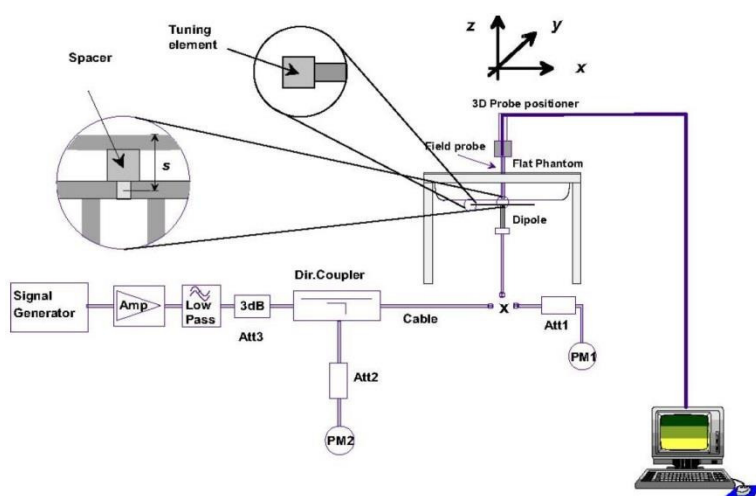 Tuning
element
z
y
x
Spacer
3D Probe positioner
Field probe
Flat Phantom
s
Dipole
Dir.Coupler
Signal
Generator
Amp
Low
Pass
3dB
Att3
Cable
x
Att1
PM1
Att2
PM2